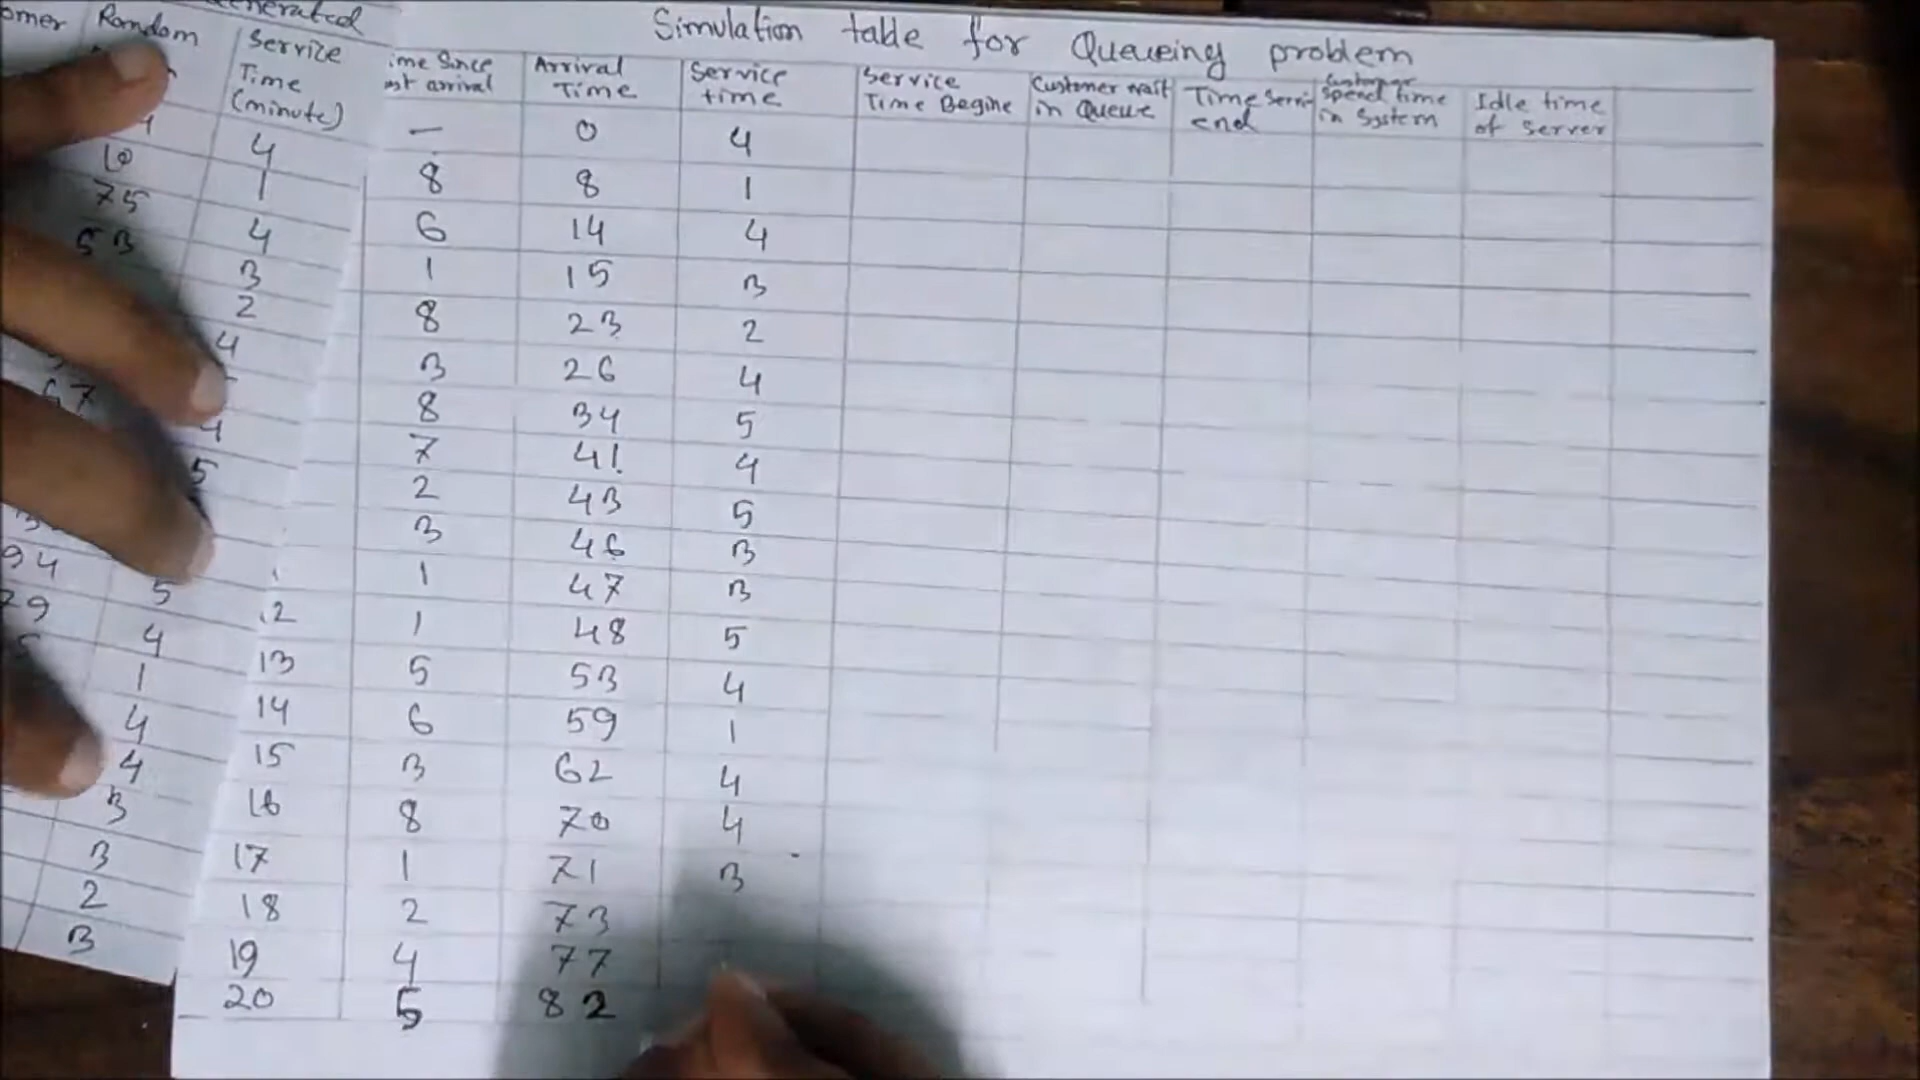 Simulation table for Queueing problem
Arrival Time | Service time | Service Time Begine | Customer wait in Queue | end | spend time in System | Idle time of Server
— 0 4
8 8 1
6 14 4
1 15 3
8 23 2
3 26 4
8 34 5
7 41 4
2 43 5
3 46 3
1 47 3
1 48 5
13 5 53 4
14 6 59 1
15 3 62 4
16 8 70 4
17 1 71 3
18 2 73
19 4 77
20 5 82
Random
Service Time (minute)
4
10 1
75 4
53 3
2
4
67 4
5
94 5
29 4
1
4
4
3
3
2
3